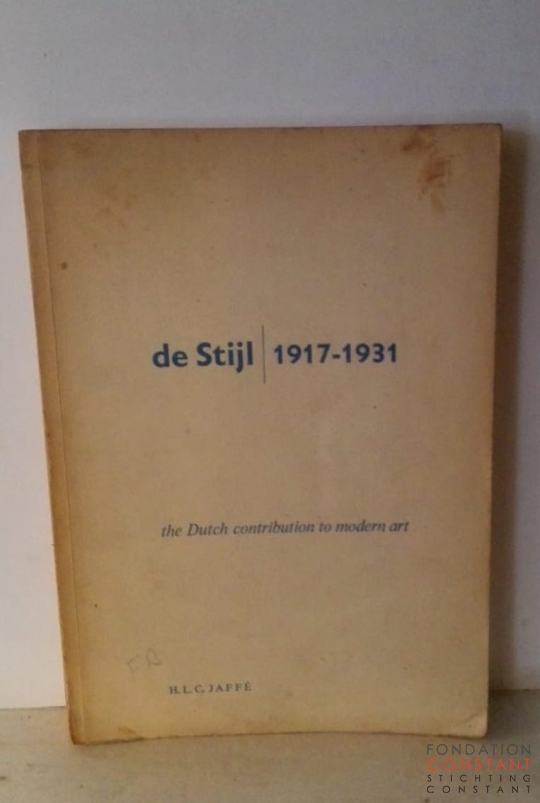 de Stijl | 1917-1931
the Dutch contribution to modern art
H.L.C. JAFFÉ
FONDATION
CONSTANT
STICHTING
CONSTANT